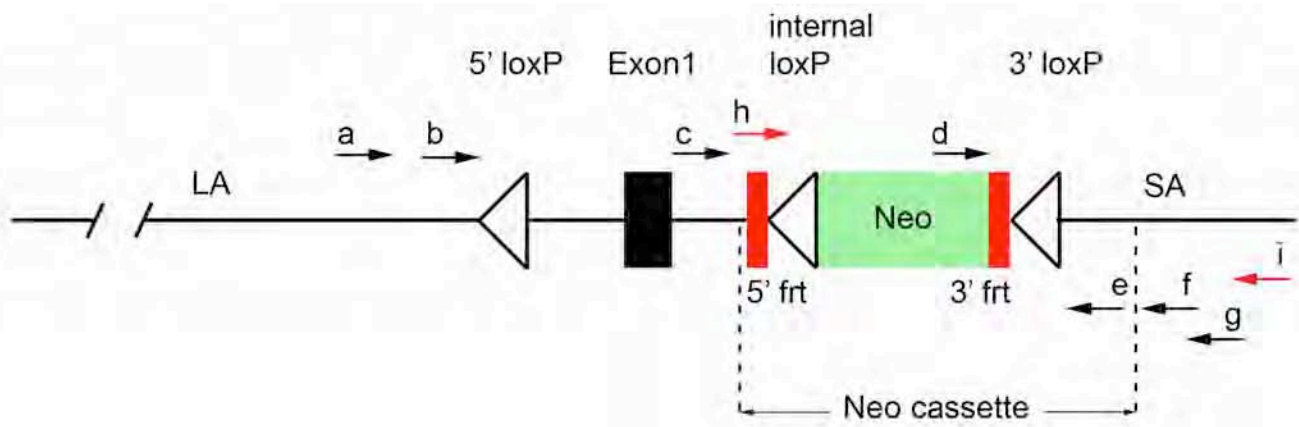 internal
5’ loxP Exon1 loxP 3’ loxP
h
a b c d
LA SA
Neo
i
5’ frt 3’ frt e f
g
Neo cassette